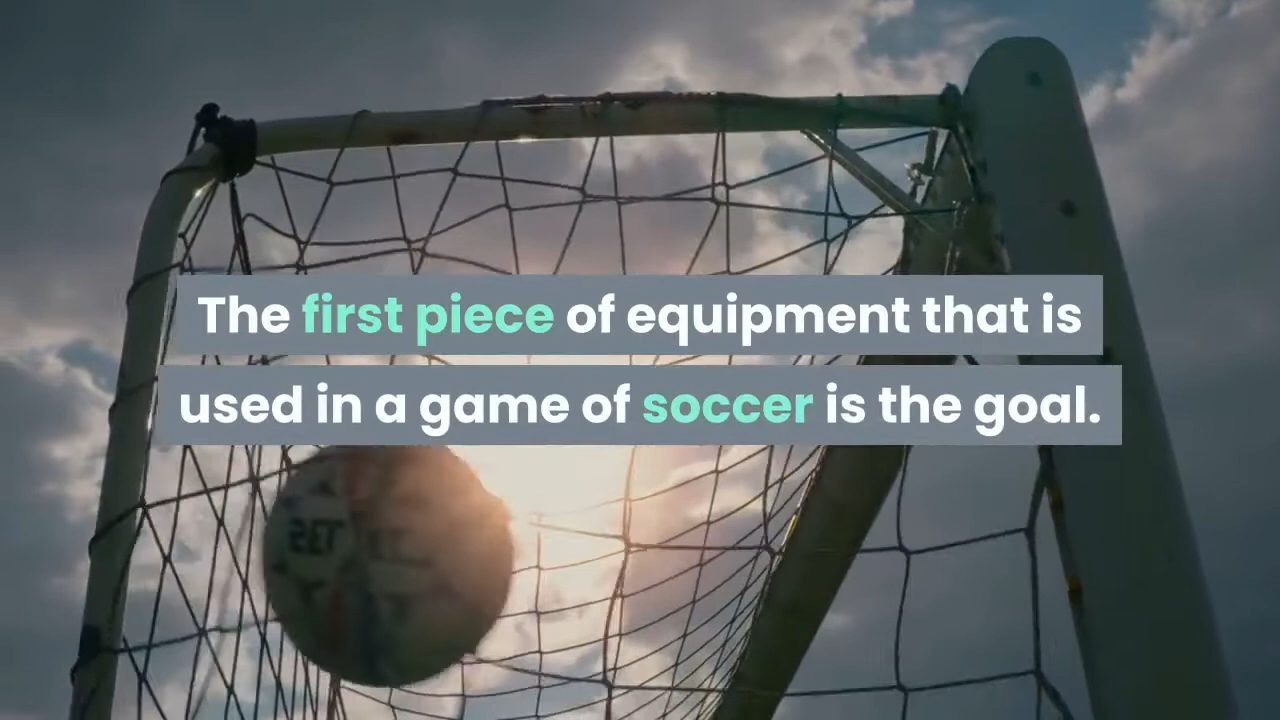 The first piece of equipment that is
used in a game of soccer is the goal.